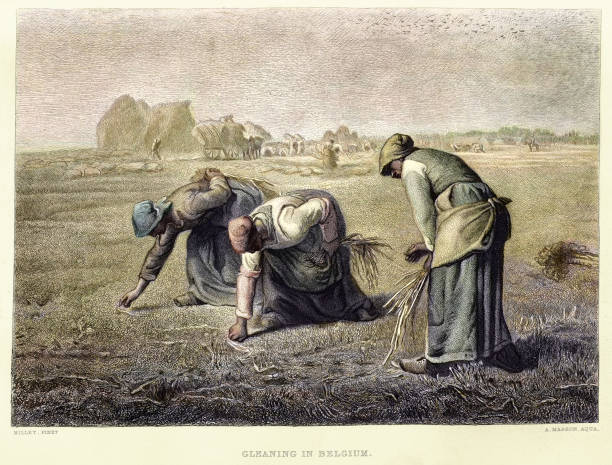 MILLET, PINXT
A. MASSON, AQUA.
GLEANING IN BELGIUM.